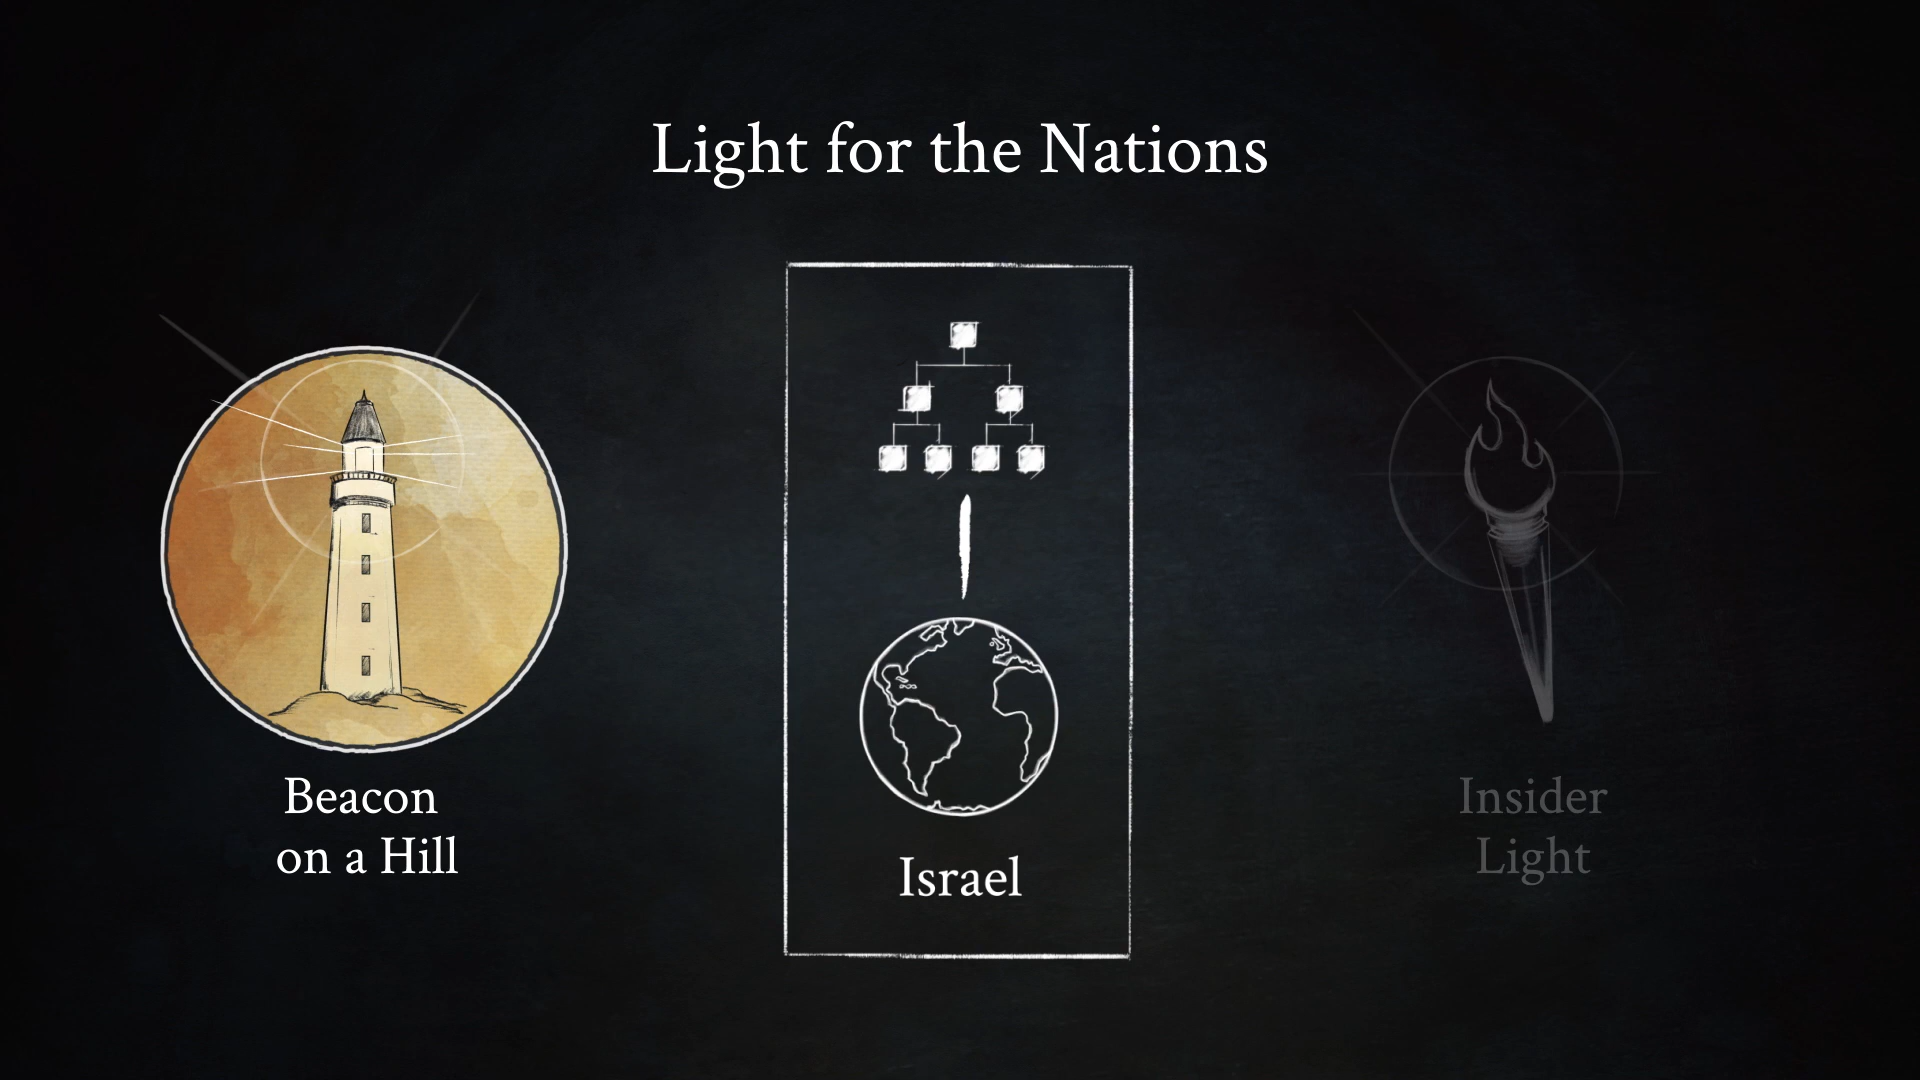 Light for the Nations
Beacon
on a Hill
Israel
Insider
Light